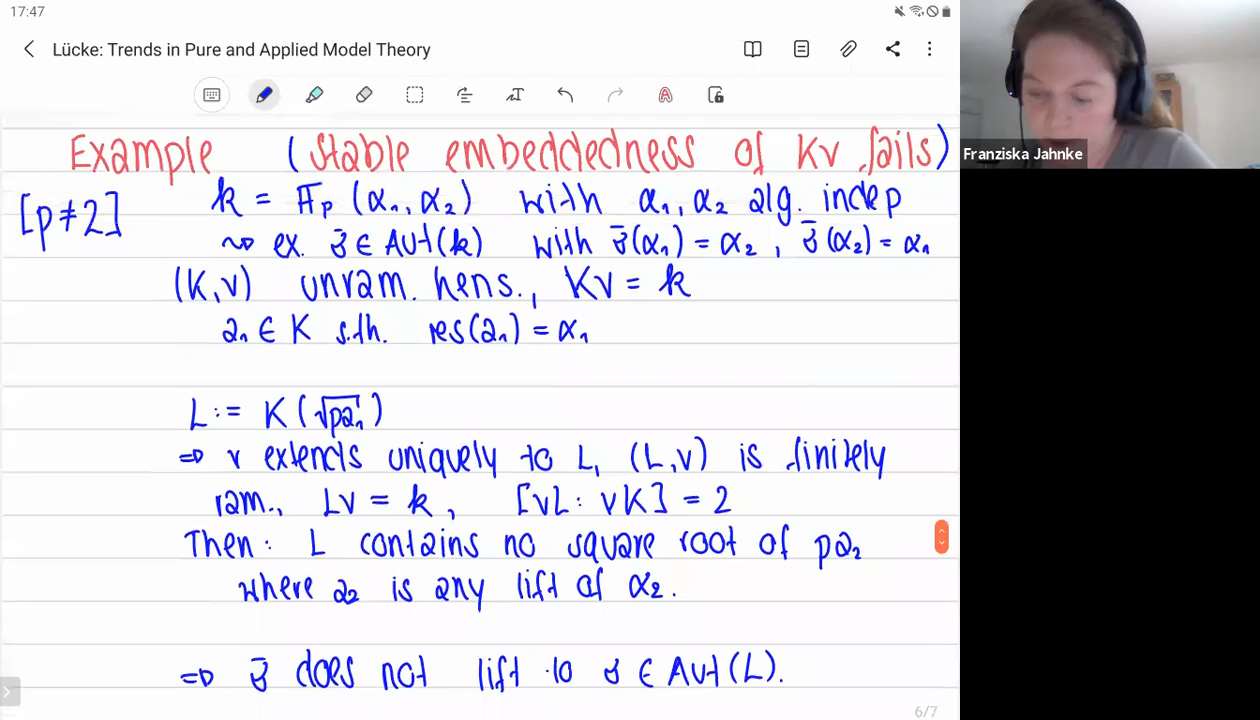 17:47
Lücke: Trends in Pure and Applied Model Theory
Example (Stable embeddedness of Kv fails)
[p≠2] k = 𝔽p (α₁, α₂) with α₁, α₂ alg. indep
⇝ ex. σ̄ ∈ Aut(k) with σ̄(α₁) = α₂, σ̄(α₂) = α₁
(K,v) unram. hens., Kv = k
a₁ ∈ K s.th. res(a₁) = α₁
L := K(√pa₁)
⇒ v extends uniquely to L, (L,v) is finitely
ram., Lv = k, [vL : vK] = 2
Then: L contains no square root of pa₂
where a₂ is any lift of α₂.
⇒ σ̄ does not lift to σ ∈ Aut(L).
6/7
Franziska Jahnke